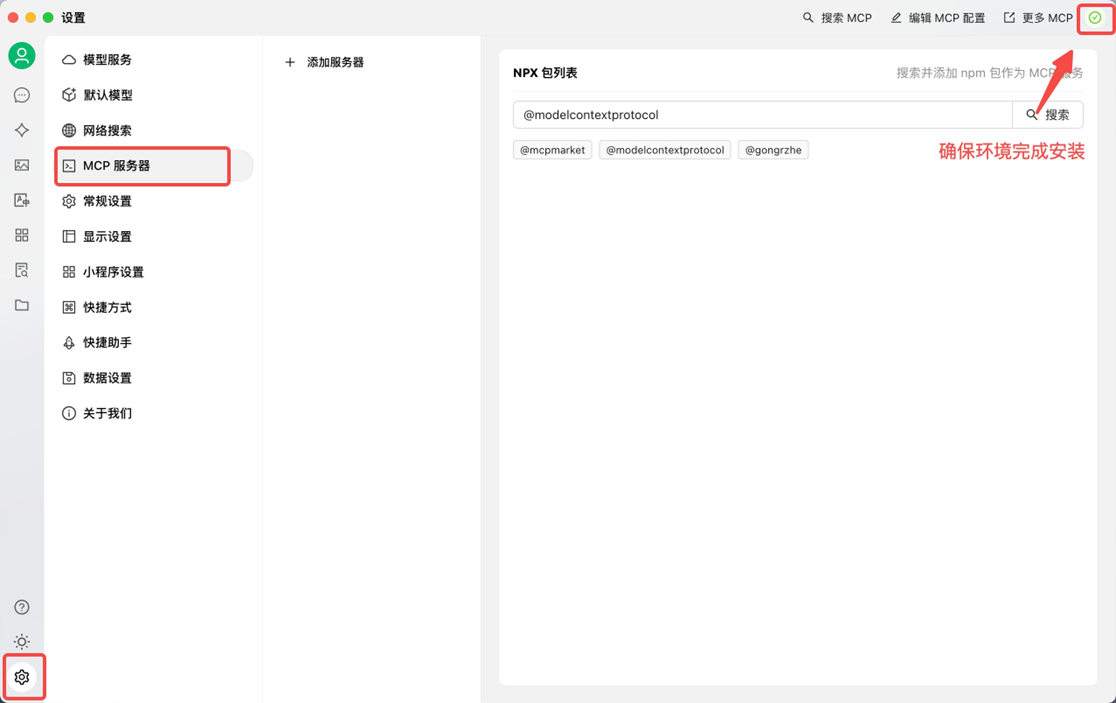 设置
搜索 MCP
编辑 MCP 配置
更多 MCP
模型服务
默认模型
网络搜索
MCP 服务器
常规设置
显示设置
小程序设置
快捷方式
快捷助手
数据设置
关于我们
添加服务器
NPX 包列表
搜索并添加 npm 包作为 MCP 服务
@modelcontextprotocol
搜索
@mcpmarket
@modelcontextprotocol
@gongrzhe
确保环境完成安装